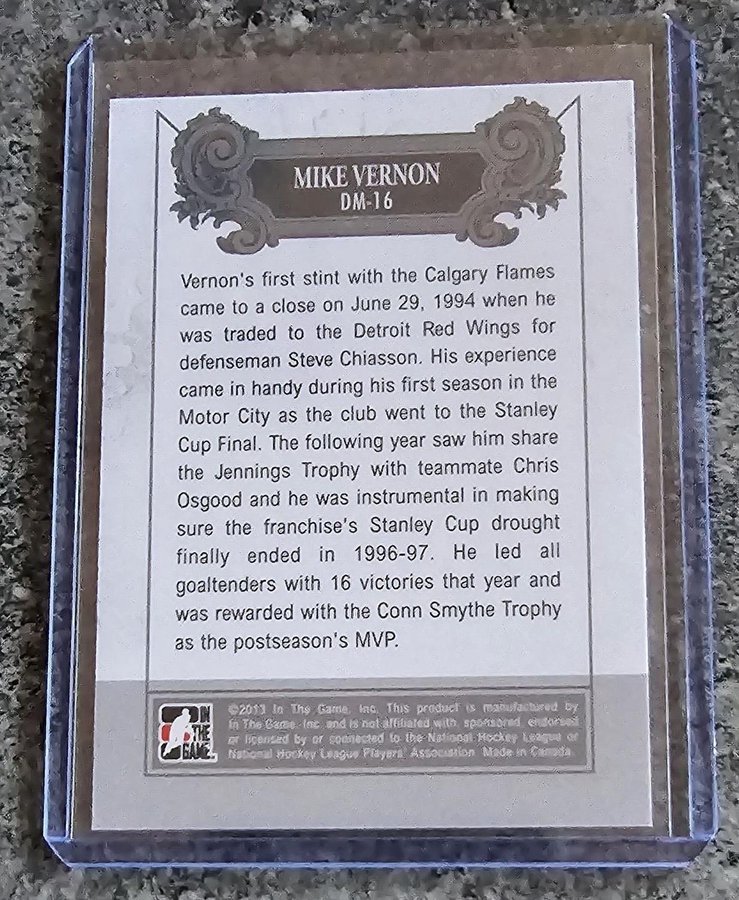 MIKE VERNON
DM-16
Vernon's first stint with the Calgary Flames
came to a close on June 29, 1994 when he
was traded to the Detroit Red Wings for
defenseman Steve Chiasson. His experience
came in handy during his first season in the
Motor City as the club went to the Stanley
Cup Final. The following year saw him share
the Jennings Trophy with teammate Chris
Osgood and he was instrumental in making
sure the franchise's Stanley Cup drought
finally ended in 1996-97. He led all
goaltenders with 16 victories that year and
was rewarded with the Conn Smythe Trophy
as the postseason's MVP.
IN
THE
GAME
©2013 In The Game, Inc. This product is manufactured by
In The Game, Inc. and is not affiliated with, sponsored, endorsed
or licensed by or connected to the National Hockey League or
National Hockey League Players' Association. Made in Canada.